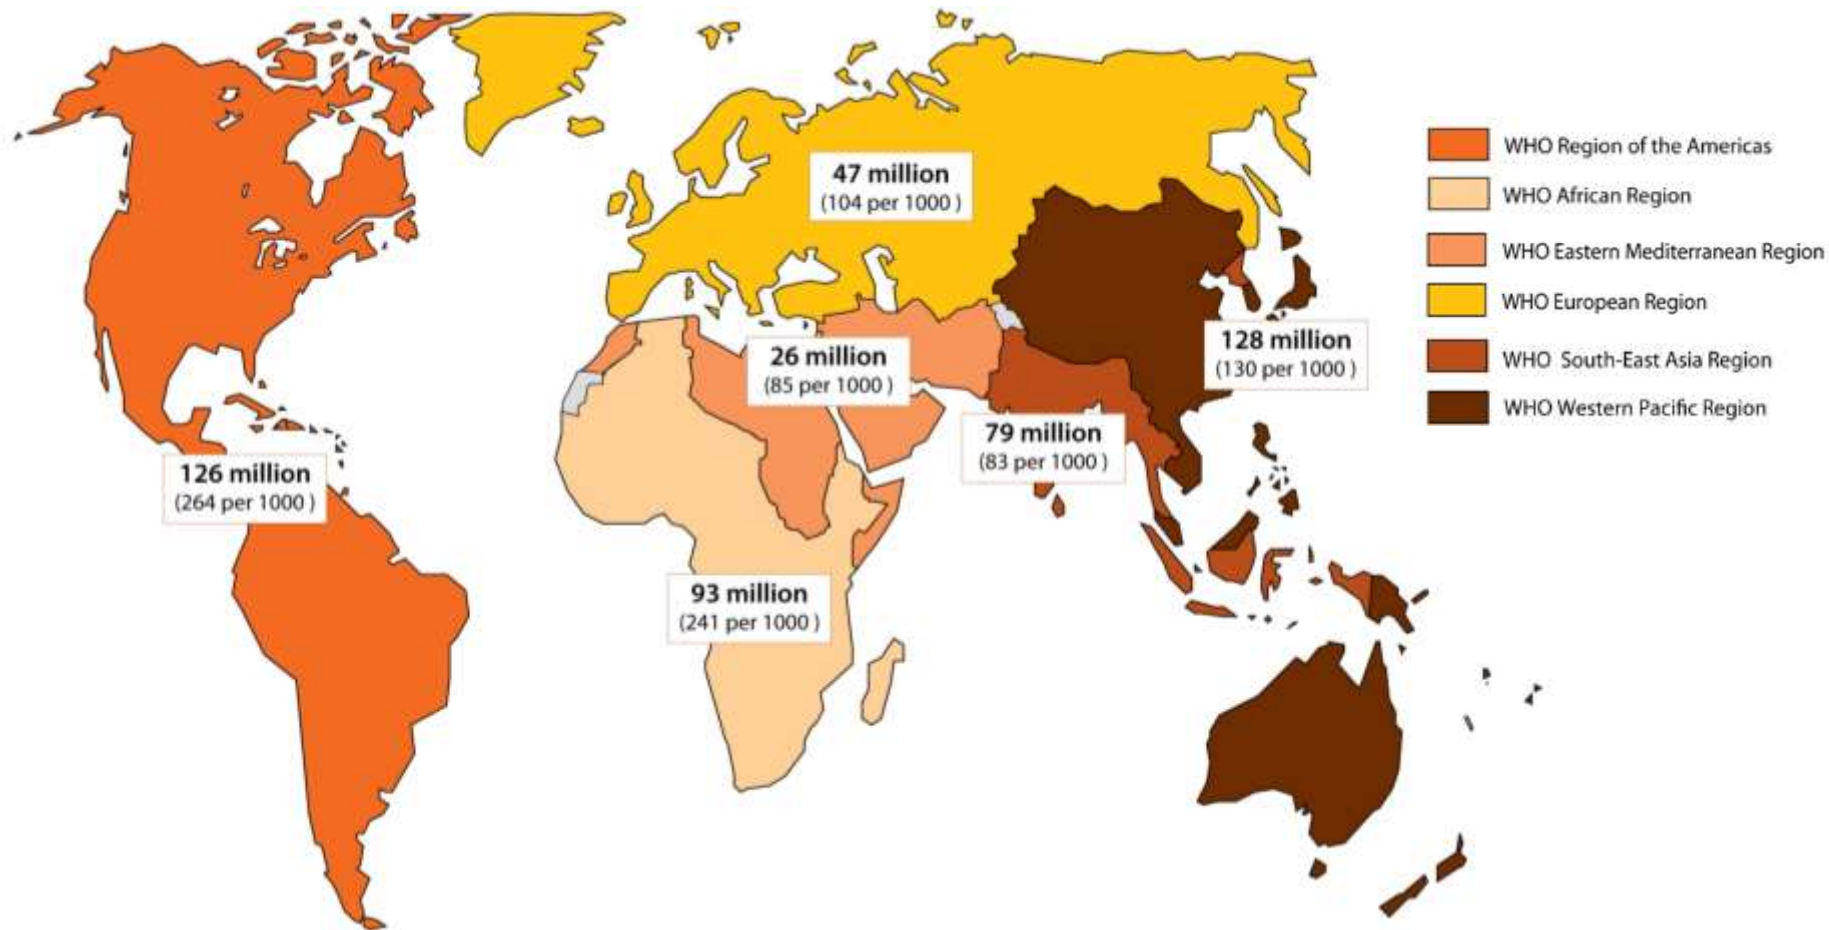 47 million
(104 per 1000 )
26 million
(85 per 1000 )
128 million
(130 per 1000 )
79 million
(83 per 1000 )
126 million
(264 per 1000 )
93 million
(241 per 1000 )
WHO Region of the Americas
WHO African Region
WHO Eastern Mediterranean Region
WHO European Region
WHO South-East Asia Region
WHO Western Pacific Region